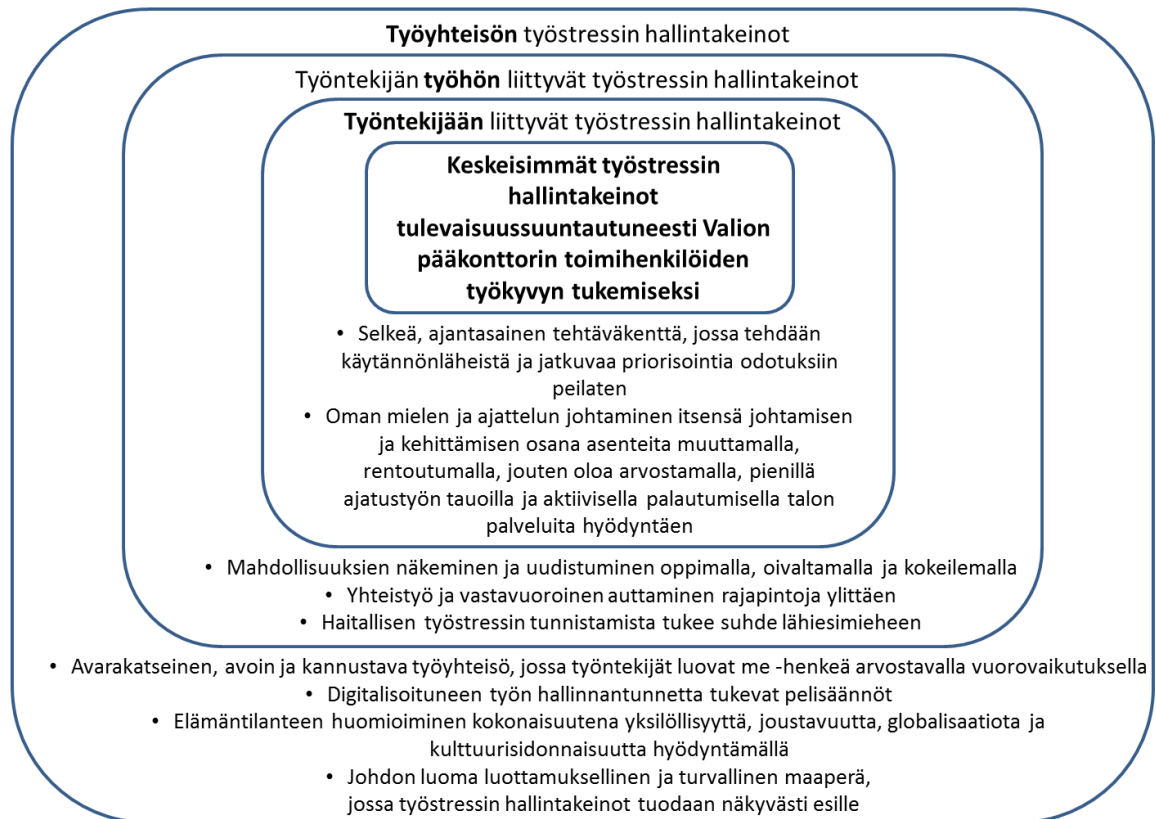 Työyhteisön työstressin hallintakeinot
Työntekijän työhön liittyvät työstressin hallintakeinot
Työntekijään liittyvät työstressin hallintakeinot
Keskeisimmät työstressin
hallintakeinot
tulevaisuussuuntautuneesti Valion
pääkonttorin toimihenkilöiden
työkyvyn tukemiseksi
• Selkeä, ajantasainen tehtäväkenttä, jossa tehdään
käytännönläheistä ja jatkuvaa priorisointia odotuksiin
peilaten
• Oman mielen ja ajattelun johtaminen itsensä johtamisen
ja kehittämisen osana asenteita muuttamalla,
rentoutumalla, jouten oloa arvostamalla, pienillä
ajatustyön tauoilla ja aktiivisella palautumisella talon
palveluita hyödyntäen
• Mahdollisuuksien näkeminen ja uudistuminen oppimalla, oivaltamalla ja kokeilemalla
• Yhteistyö ja vastavuoroinen auttaminen rajapintoja ylittäen
• Haitallisen työstressin tunnistamista tukee suhde lähiesimieheen
• Avarakatseinen, avoin ja kannustava työyhteisö, jossa työntekijät luovat me -henkeä arvostavalla vuorovaikutuksella
• Digitalisoituneen työn hallinnantunnetta tukevat pelisäännöt
• Elämäntilanteen huomioiminen kokonaisuutena yksilöllisyyttä, joustavuutta, globalisaatiota ja
kulttuurisidonnaisuutta hyödyntämällä
• Johdon luoma luottamuksellinen ja turvallinen maaperä,
jossa työstressin hallintakeinot tuodaan näkyvästi esille